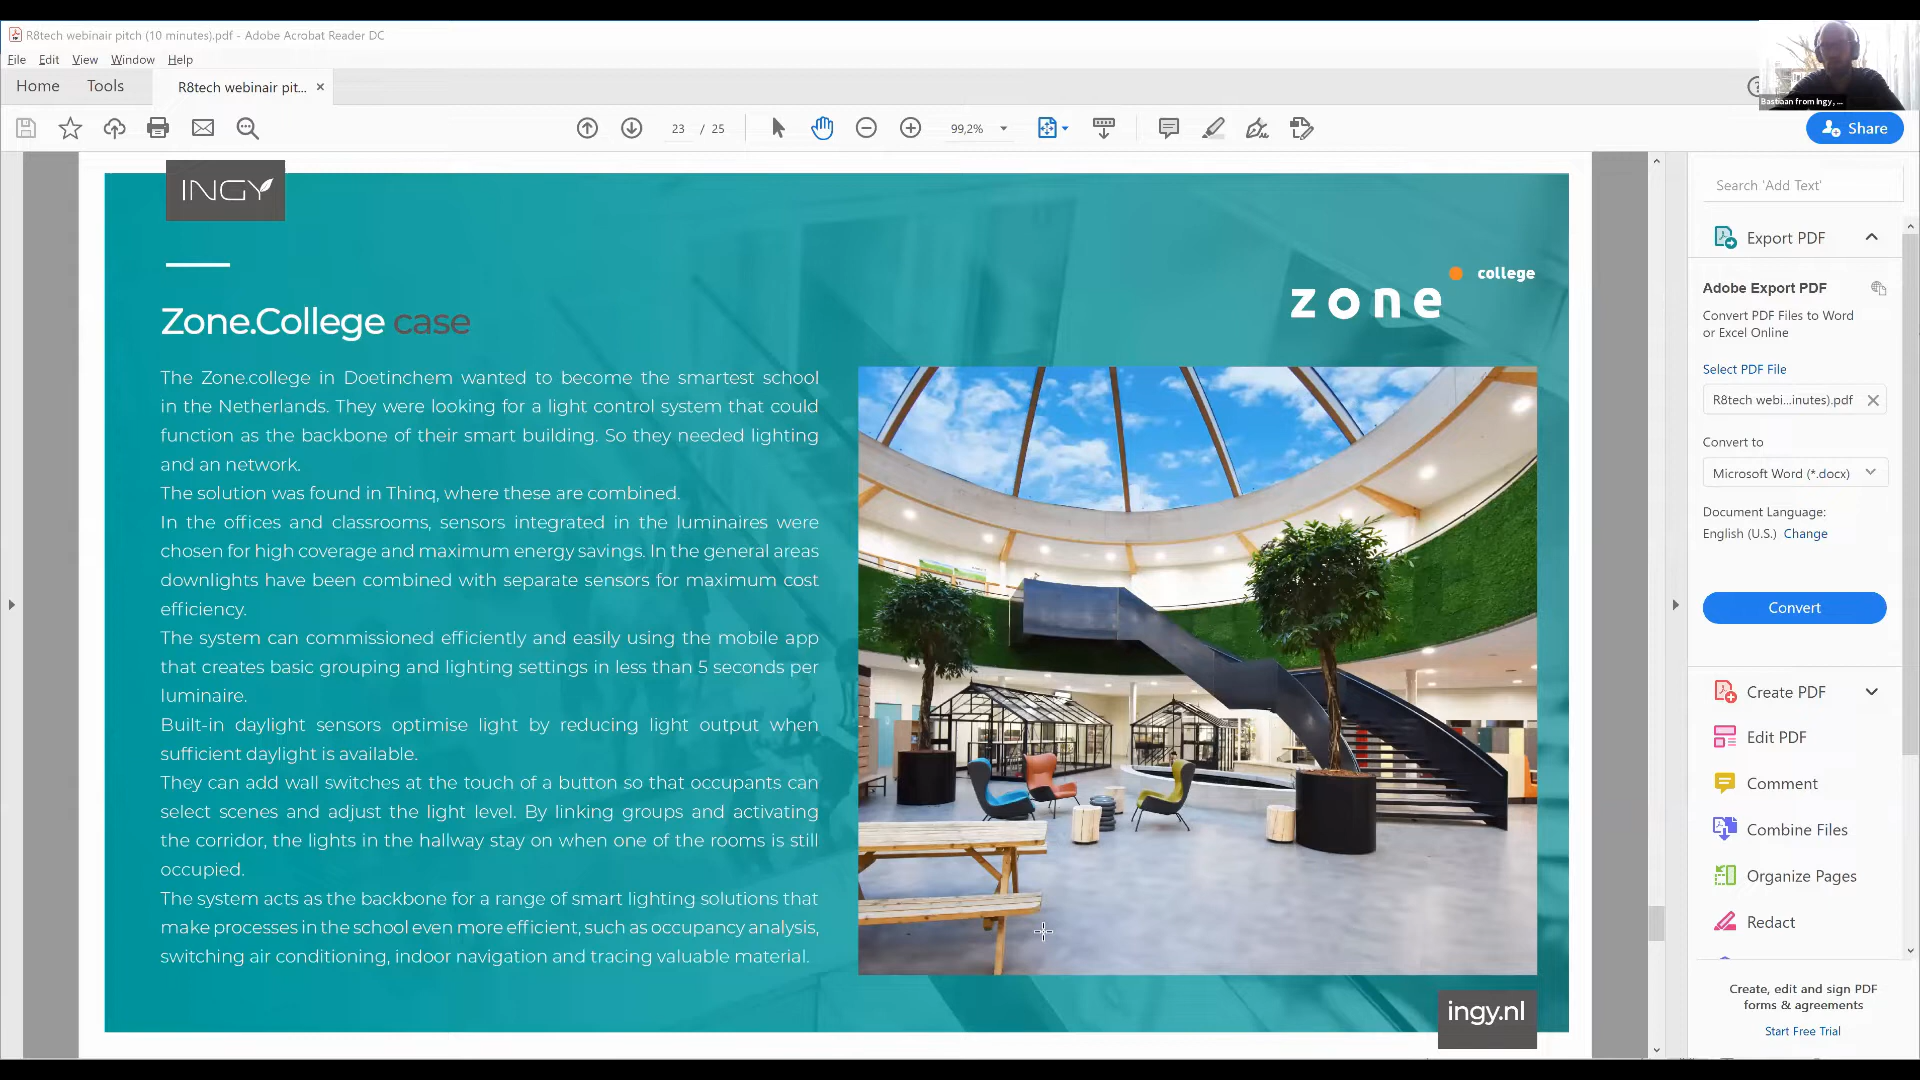 R8tech webinair pitch (10 minutes).pdf - Adobe Acrobat Reader DC
File Edit View Window Help
Home Tools R8tech webinair pit... ×
23 / 25 99,2%
Share
Bastiaan from Ingy, ...
INGY
college
zone
Zone.College case
The Zone.college in Doetinchem wanted to become the smartest school
in the Netherlands. They were looking for a light control system that could
function as the backbone of their smart building. So they needed lighting
and an network.
The solution was found in Thinq, where these are combined.
In the offices and classrooms, sensors integrated in the luminaires were
chosen for high coverage and maximum energy savings. In the general areas
downlights have been combined with separate sensors for maximum cost
efficiency.
The system can commissioned efficiently and easily using the mobile app
that creates basic grouping and lighting settings in less than 5 seconds per
luminaire.
Built-in daylight sensors optimise light by reducing light output when
sufficient daylight is available.
They can add wall switches at the touch of a button so that occupants can
select scenes and adjust the light level. By linking groups and activating
the corridor, the lights in the hallway stay on when one of the rooms is still
occupied.
The system acts as the backbone for a range of smart lighting solutions that
make processes in the school even more efficient, such as occupancy analysis,
switching air conditioning, indoor navigation and tracing valuable material.
ingy.nl
Search 'Add Text'
Export PDF
Adobe Export PDF
Convert PDF Files to Word
or Excel Online
Select PDF File
R8tech webi...inutes).pdf
Convert to
Microsoft Word (*.docx)
Document Language:
English (U.S.) Change
Convert
Create PDF
Edit PDF
Comment
Combine Files
Organize Pages
Redact
Create, edit and sign PDF
forms & agreements
Start Free Trial